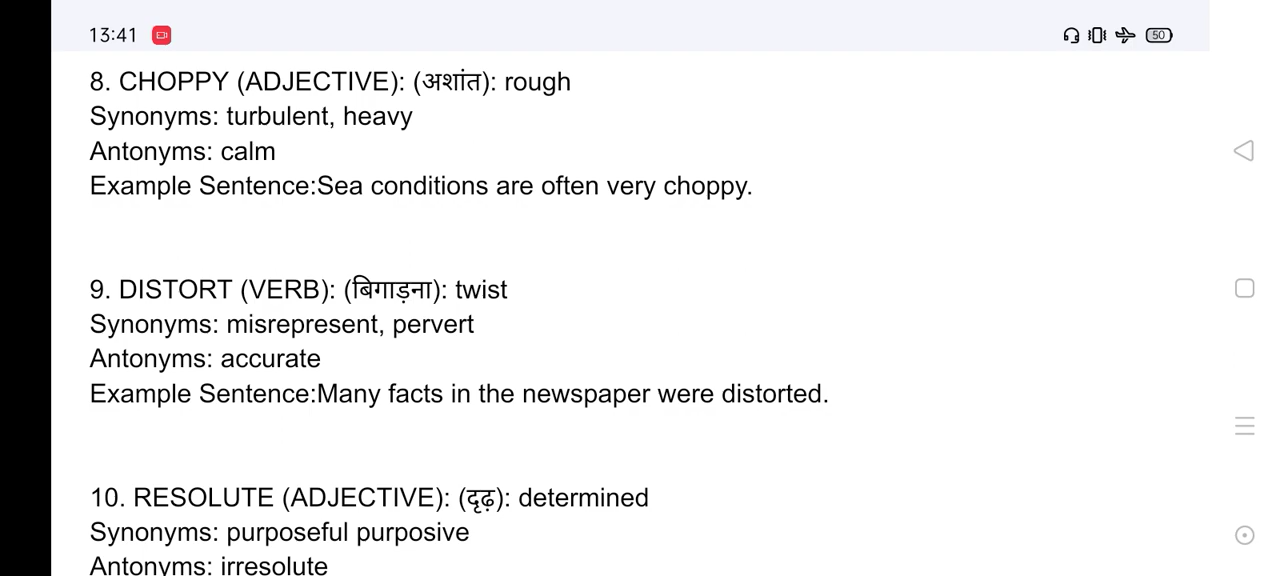 13:41
50
8. CHOPPY (ADJECTIVE): (अशांत): rough
Synonyms: turbulent, heavy
Antonyms: calm
Example Sentence:Sea conditions are often very choppy.
9. DISTORT (VERB): (बिगाड़ना): twist
Synonyms: misrepresent, pervert
Antonyms: accurate
Example Sentence:Many facts in the newspaper were distorted.
10. RESOLUTE (ADJECTIVE): (दृढ़): determined
Synonyms: purposeful purposive
Antonyms: irresolute